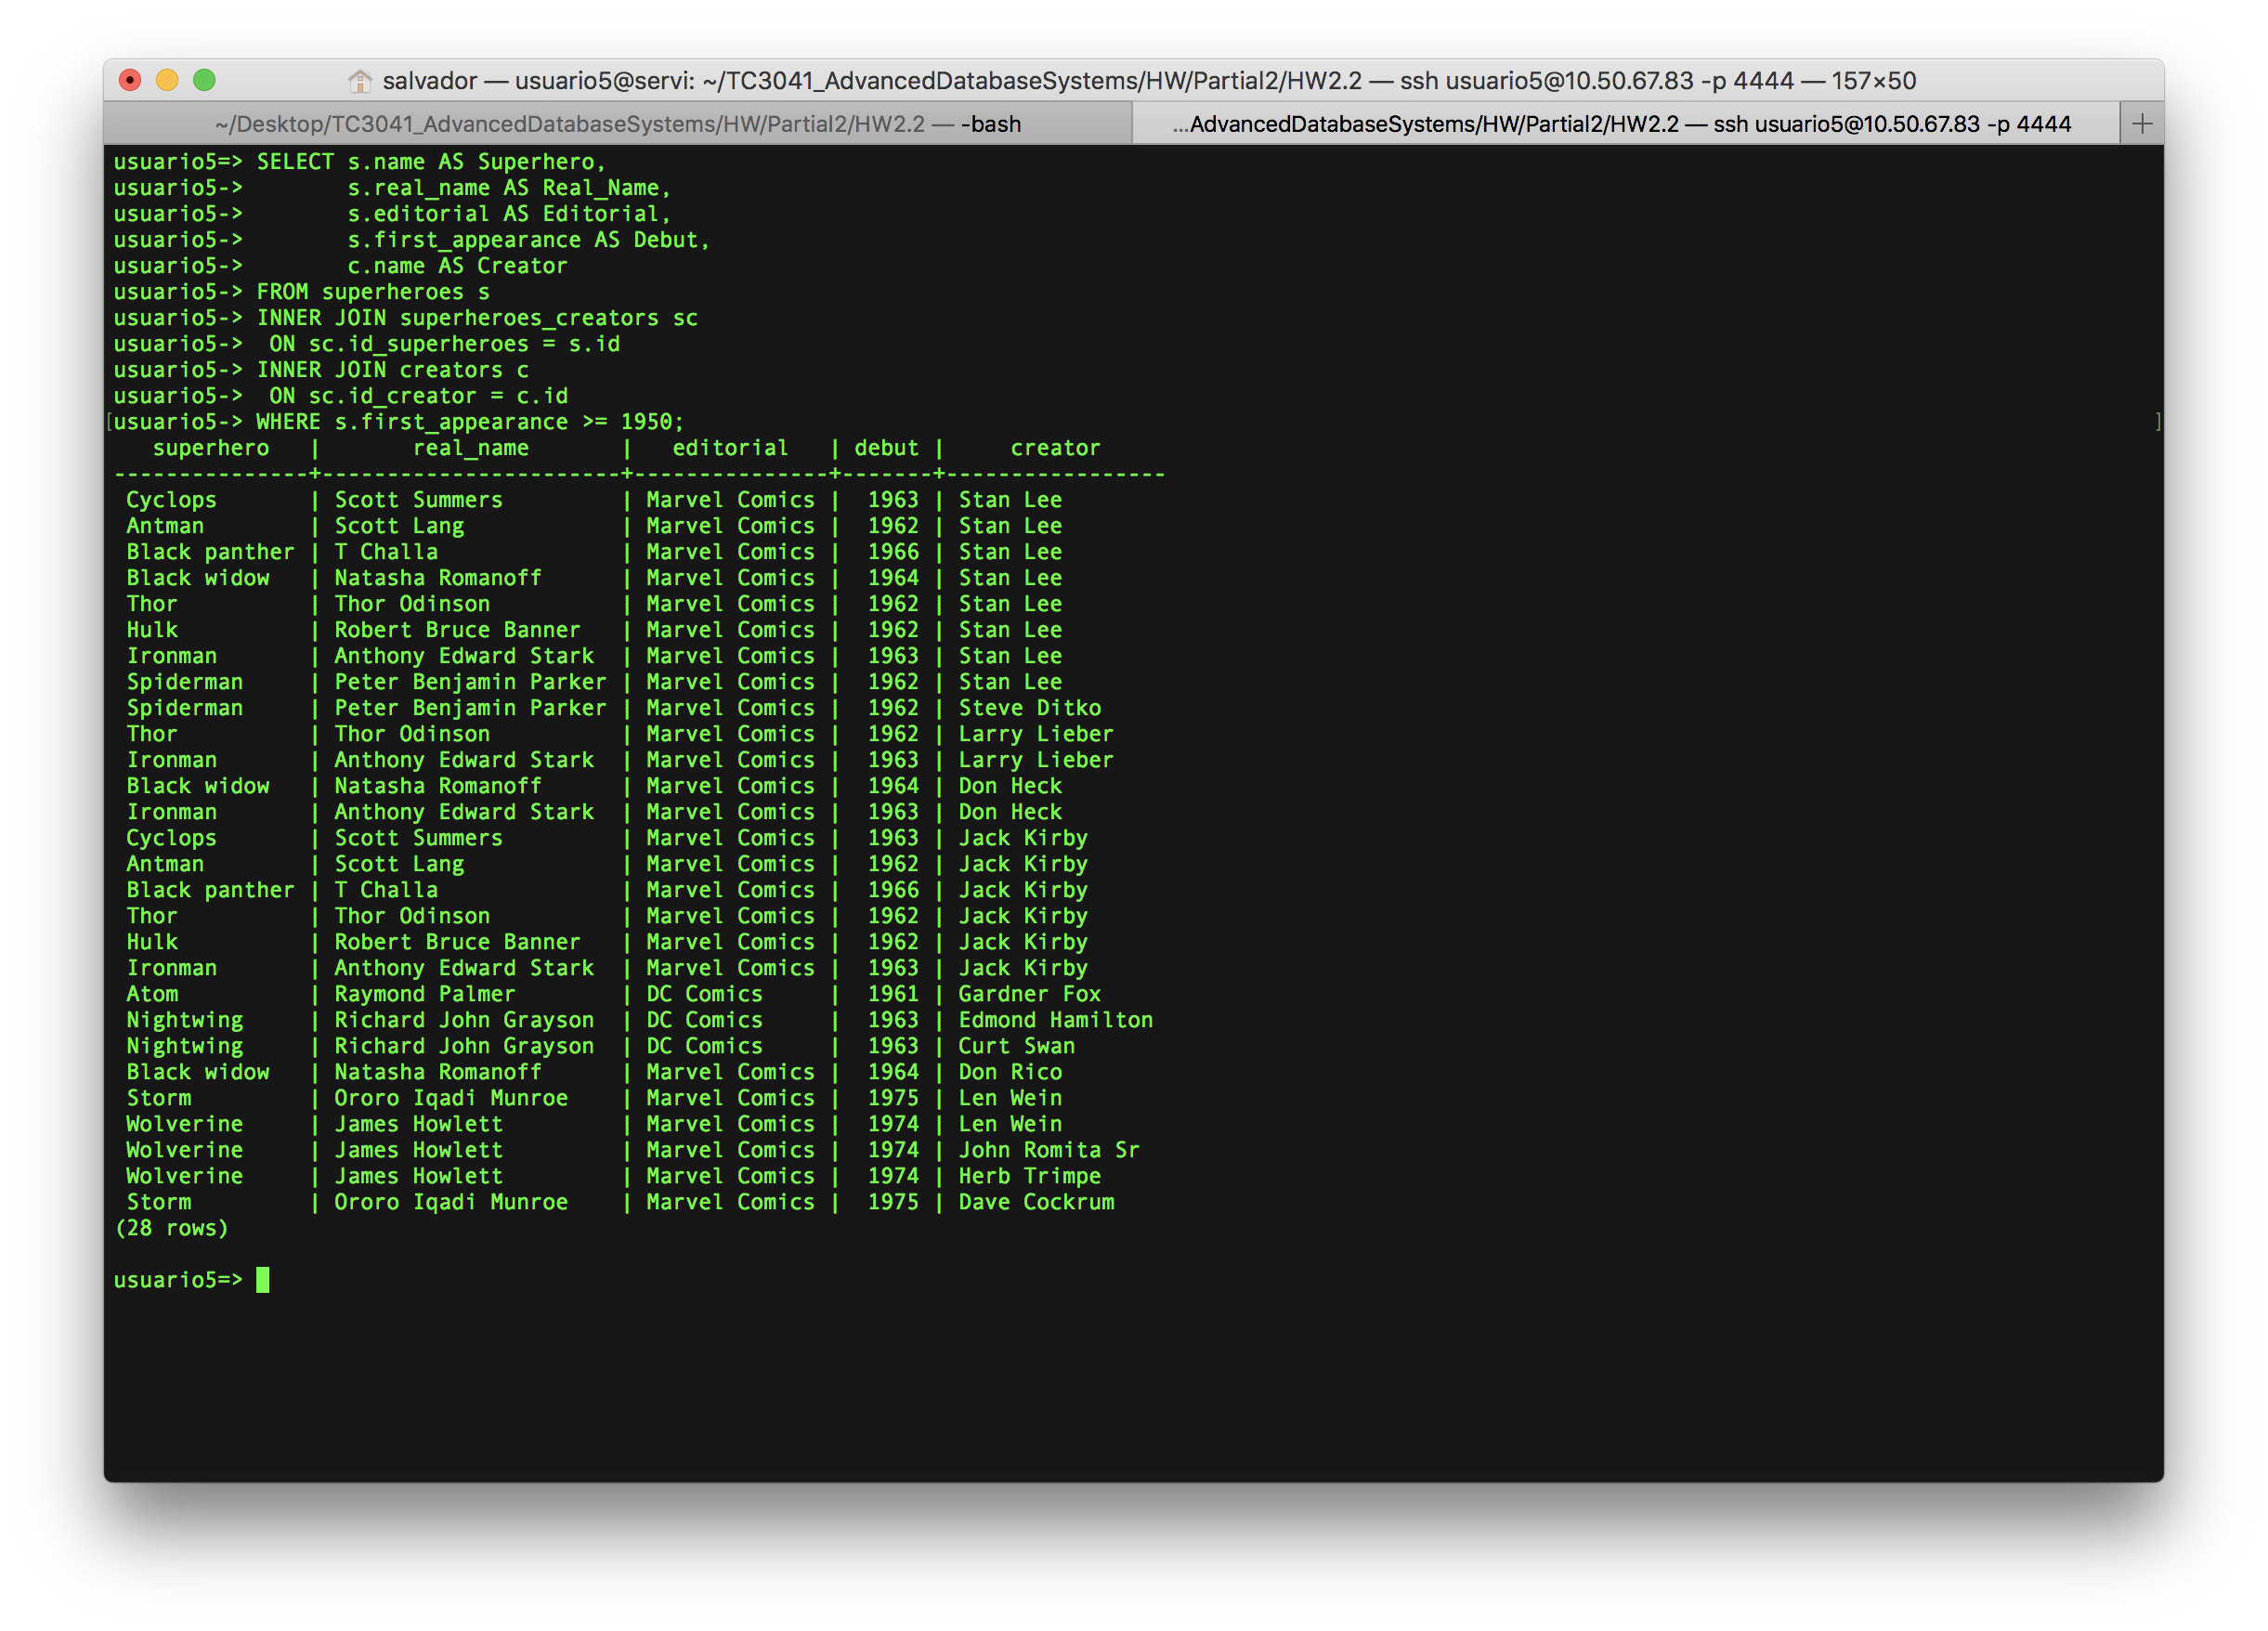 salvador — usuario5@servi: ~/TC3041_AdvancedDatabaseSystems/HW/Partial2/HW2.2 — ssh usuario5@10.50.67.83 -p 4444 — 157×50
~/Desktop/TC3041_AdvancedDatabaseSystems/HW/Partial2/HW2.2 — -bash
...AdvancedDatabaseSystems/HW/Partial2/HW2.2 — ssh usuario5@10.50.67.83 -p 4444
usuario5=> SELECT s.name AS Superhero,
usuario5->        s.real_name AS Real_Name,
usuario5->        s.editorial AS Editorial,
usuario5->        s.first_appearance AS Debut,
usuario5->        c.name AS Creator
usuario5-> FROM superheroes s
usuario5-> INNER JOIN superheroes_creators sc
usuario5->  ON sc.id_superheroes = s.id
usuario5-> INNER JOIN creators c
usuario5->  ON sc.id_creator = c.id
[usuario5-> WHERE s.first_appearance >= 1950; ]
   superhero   |       real_name       |   editorial   | debut |     creator
---------------+-----------------------+---------------+-------+-----------------
 Cyclops       | Scott Summers         | Marvel Comics |  1963 | Stan Lee
 Antman        | Scott Lang            | Marvel Comics |  1962 | Stan Lee
 Black panther | T Challa              | Marvel Comics |  1966 | Stan Lee
 Black widow   | Natasha Romanoff      | Marvel Comics |  1964 | Stan Lee
 Thor          | Thor Odinson          | Marvel Comics |  1962 | Stan Lee
 Hulk          | Robert Bruce Banner   | Marvel Comics |  1962 | Stan Lee
 Ironman       | Anthony Edward Stark  | Marvel Comics |  1963 | Stan Lee
 Spiderman     | Peter Benjamin Parker | Marvel Comics |  1962 | Stan Lee
 Spiderman     | Peter Benjamin Parker | Marvel Comics |  1962 | Steve Ditko
 Thor          | Thor Odinson          | Marvel Comics |  1962 | Larry Lieber
 Ironman       | Anthony Edward Stark  | Marvel Comics |  1963 | Larry Lieber
 Black widow   | Natasha Romanoff      | Marvel Comics |  1964 | Don Heck
 Ironman       | Anthony Edward Stark  | Marvel Comics |  1963 | Don Heck
 Cyclops       | Scott Summers         | Marvel Comics |  1963 | Jack Kirby
 Antman        | Scott Lang            | Marvel Comics |  1962 | Jack Kirby
 Black panther | T Challa              | Marvel Comics |  1966 | Jack Kirby
 Thor          | Thor Odinson          | Marvel Comics |  1962 | Jack Kirby
 Hulk          | Robert Bruce Banner   | Marvel Comics |  1962 | Jack Kirby
 Ironman       | Anthony Edward Stark  | Marvel Comics |  1963 | Jack Kirby
 Atom          | Raymond Palmer        | DC Comics     |  1961 | Gardner Fox
 Nightwing     | Richard John Grayson  | DC Comics     |  1963 | Edmond Hamilton
 Nightwing     | Richard John Grayson  | DC Comics     |  1963 | Curt Swan
 Black widow   | Natasha Romanoff      | Marvel Comics |  1964 | Don Rico
 Storm         | Ororo Iqadi Munroe    | Marvel Comics |  1975 | Len Wein
 Wolverine     | James Howlett         | Marvel Comics |  1974 | Len Wein
 Wolverine     | James Howlett         | Marvel Comics |  1974 | John Romita Sr
 Wolverine     | James Howlett         | Marvel Comics |  1974 | Herb Trimpe
 Storm         | Ororo Iqadi Munroe    | Marvel Comics |  1975 | Dave Cockrum
(28 rows)
usuario5=>